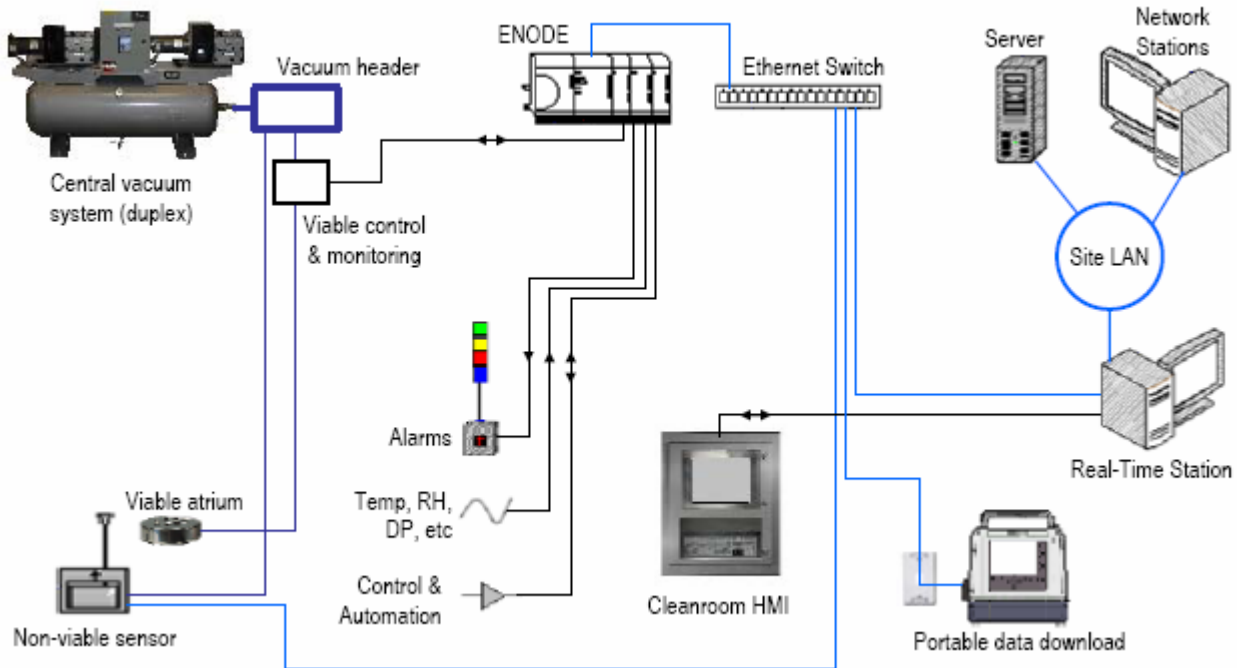 ENODE
Server
Network
Stations
Vacuum header
Ethernet Switch
Central vacuum
system (duplex)
Viable control
& monitoring
Site LAN
Alarms
Real-Time Station
Viable atrium
Temp, RH,
DP, etc
Control &
Automation
Cleanroom HMI
Non-viable sensor
Portable data download